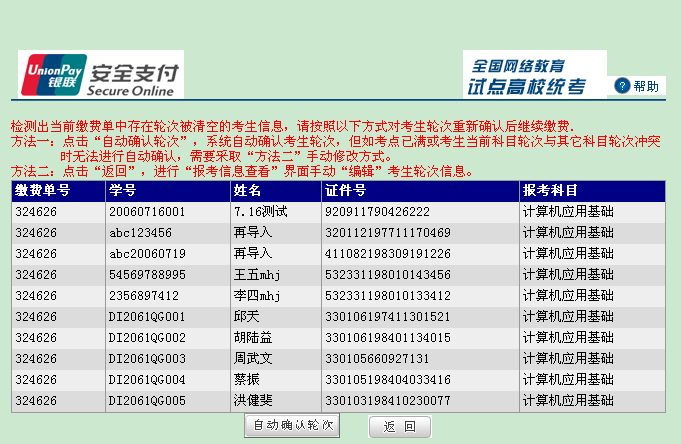 UnionPay
银联
安全支付
Secure Online
全国网络教育
试点高校统考
? 帮助
检测出当前缴费单中存在轮次被清空的考生信息，请按照以下方式对考生轮次重新确认后继续缴费.
方法一：点击“自动确认轮次”，系统自动确认考生轮次，但如考点已满或考生当前科目轮次与其它科目轮次冲突
时无法进行自动确认，需要采取“方法二”手动修改方式。
方法二：点击“返回”，进行“报考信息查看”界面手动“编辑”考生轮次信息。
缴费单号 学号 姓名 证件号 报考科目
324626 20060716001 7.16测试 920911790426222 计算机应用基础
324626 abc123456 再导入 320112197711170469 计算机应用基础
324626 abc20060719 再导入 411082198309191226 计算机应用基础
324626 54569788995 王五mhj 532331198010143456 计算机应用基础
324626 2356897412 李四mhj 532331198010133412 计算机应用基础
324626 DI2061QG001 邱天 330106197411301521 计算机应用基础
324626 DI2061QG002 胡陆益 330106198401134015 计算机应用基础
324626 DI2061QG003 周武文 330105660927131 计算机应用基础
324626 DI2061QG004 蔡振 330105198404033416 计算机应用基础
324626 DI2061QG005 洪健斐 330103198410230077 计算机应用基础
自动确认轮次 返 回